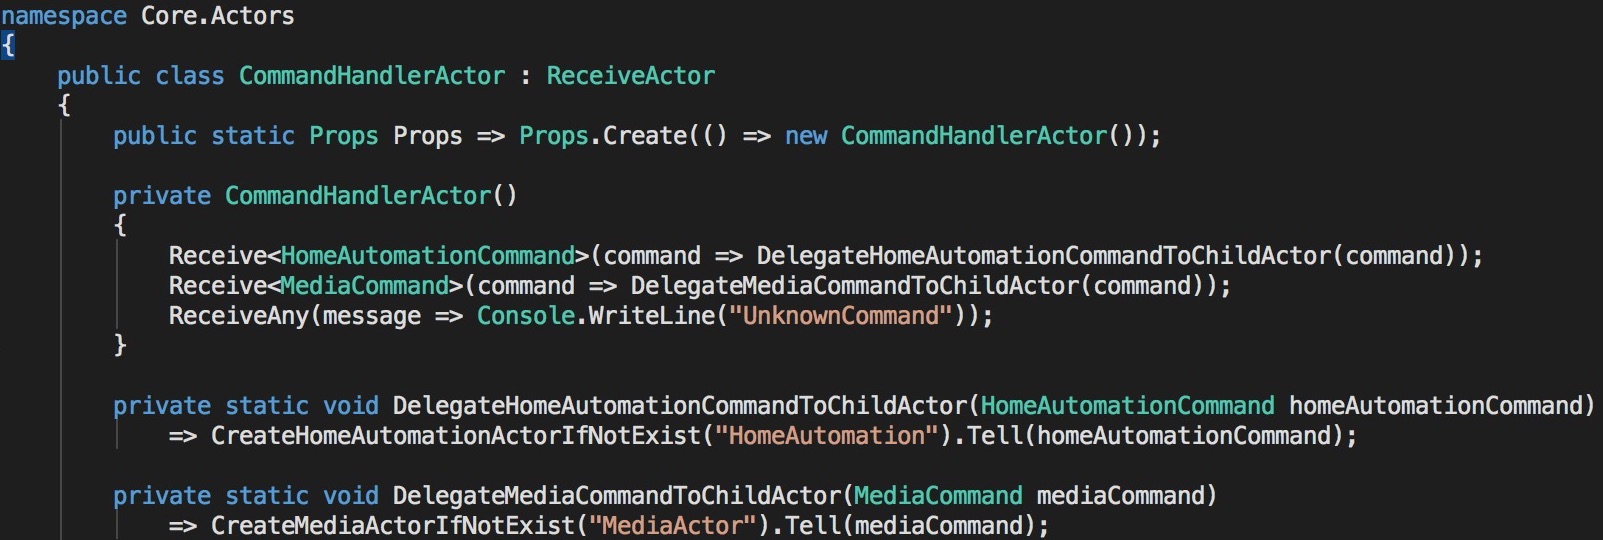 namespace Core.Actors
{
    public class CommandHandlerActor : ReceiveActor
    {
        public static Props Props => Props.Create(() => new CommandHandlerActor());

        private CommandHandlerActor()
        {
            Receive<HomeAutomationCommand>(command => DelegateHomeAutomationCommandToChildActor(command));
            Receive<MediaCommand>(command => DelegateMediaCommandToChildActor(command));
            ReceiveAny(message => Console.WriteLine("UnknownCommand"));
        }

        private static void DelegateHomeAutomationCommandToChildActor(HomeAutomationCommand homeAutomationCommand)
            => CreateHomeAutomationActorIfNotExist("HomeAutomation").Tell(homeAutomationCommand);

        private static void DelegateMediaCommandToChildActor(MediaCommand mediaCommand)
            => CreateMediaActorIfNotExist("MediaActor").Tell(mediaCommand);